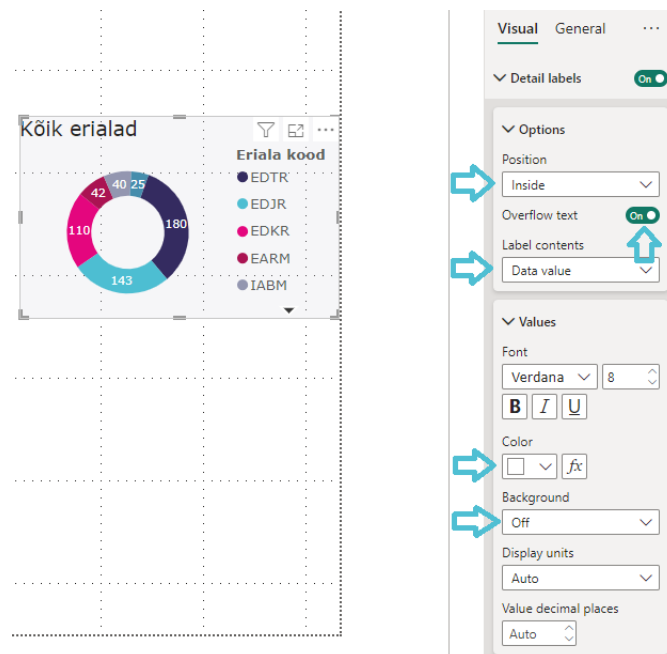 Kõik erialad
Eriala kood
EDTR
EDJR
EDKR
EARM
IABM
40 25
42
180
110
143
Visual General
Detail labels On
Options
Position
Inside
Overflow text On
Label contents
Data value
Values
Font
Verdana 8
B I U
Color
fx
Background
Off
Display units
Auto
Value decimal places
Auto